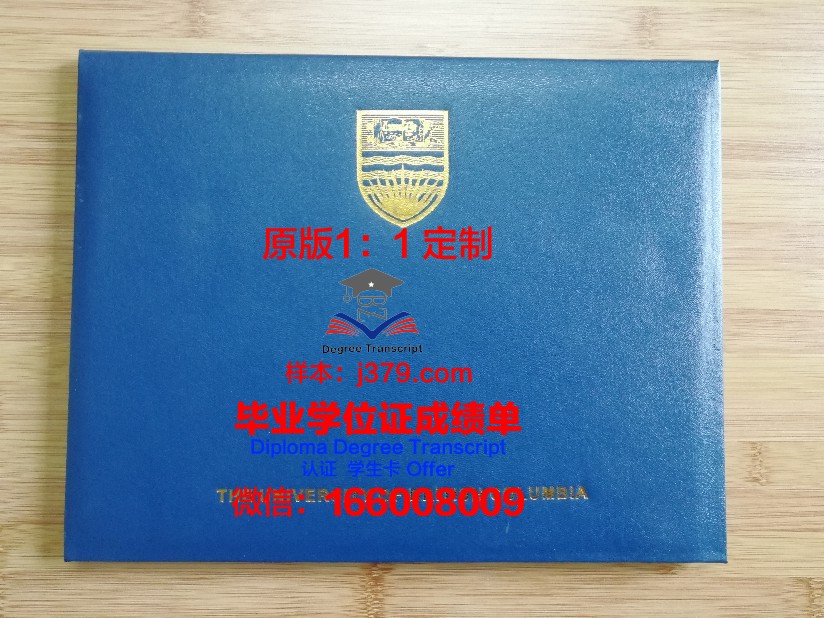 原版1：1 定制
Degree Transcript
样本：j379.com
毕业学位证成绩单
Diploma Degree Transcript
认证 学生卡 Offer
微信：166008009